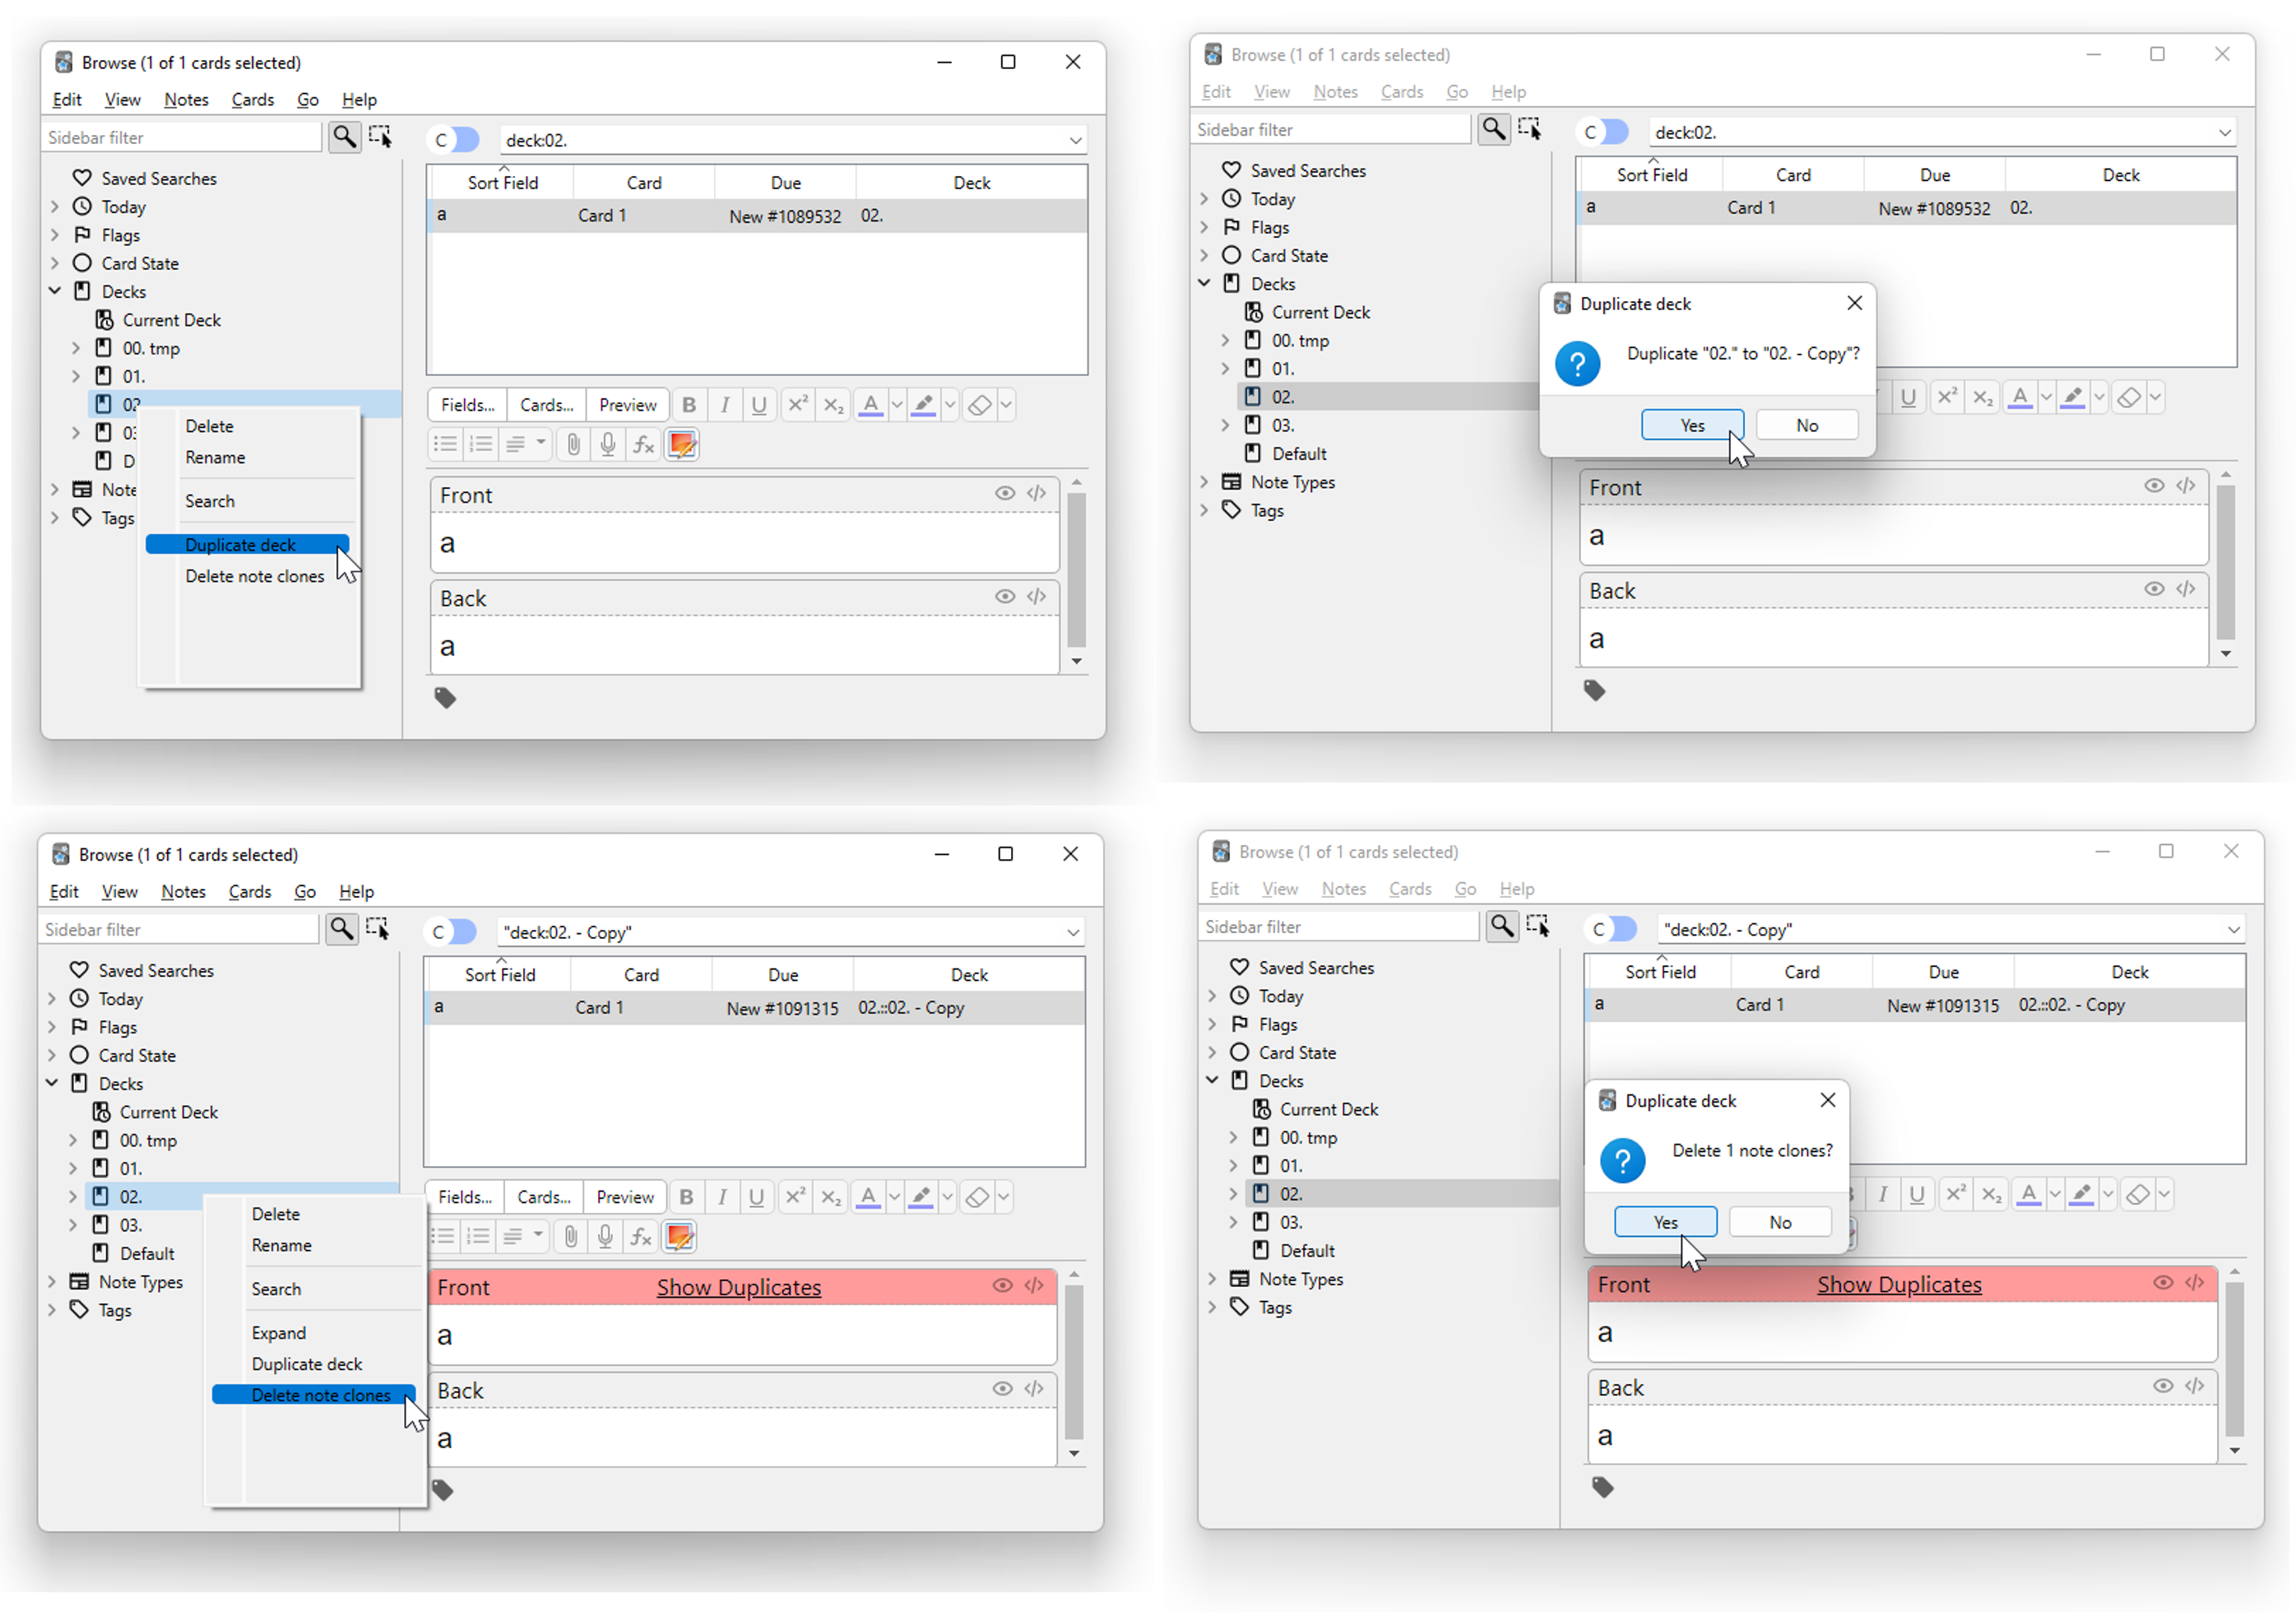 Browse (1 of 1 cards selected)
Edit View Notes Cards Go Help
Sidebar filter
C
deck:02.
Saved Searches
Today
Flags
Card State
Decks
Current Deck
00. tmp
01.
02.
Note
Tags
Delete
Rename
Search
Duplicate deck
Delete note clones
Sort Field Card Due Deck
a Card 1 New #1089532 02.
Fields... Cards... Preview B I U x² x₂ A
fx
Front
a
Back
a
Browse (1 of 1 cards selected)
Edit View Notes Cards Go Help
Sidebar filter
C
deck:02.
Saved Searches
Today
Flags
Card State
Decks
Current Deck
00. tmp
01.
02.
03.
Default
Note Types
Tags
Sort Field Card Due Deck
a Card 1 New #1089532 02.
Duplicate deck
Duplicate "02." to "02. - Copy"?
Yes No
U x² x₂ A
Front
a
Back
a
Browse (1 of 1 cards selected)
Edit View Notes Cards Go Help
Sidebar filter
C
"deck:02. - Copy"
Saved Searches
Today
Flags
Card State
Decks
Current Deck
00. tmp
01.
02.
03.
Default
Note Types
Tags
Delete
Rename
Search
Expand
Duplicate deck
Delete note clones
Sort Field Card Due Deck
a Card 1 New #1091315 02.::02. - Copy
Fields... Cards... Preview B I U x² x₂ A
fx
Front Show Duplicates
a
Back
a
Browse (1 of 1 cards selected)
Edit View Notes Cards Go Help
Sidebar filter
C
"deck:02. - Copy"
Saved Searches
Today
Flags
Card State
Decks
Current Deck
00. tmp
01.
02.
03.
Default
Note Types
Tags
Sort Field Card Due Deck
a Card 1 New #1091315 02.::02. - Copy
Duplicate deck
Delete 1 note clones?
Yes No
I U x² x₂ A
Front Show Duplicates
a
Back
a